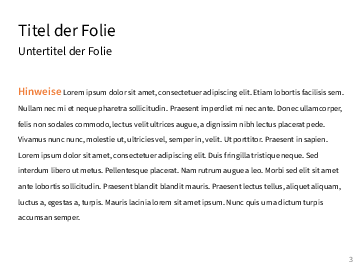 Titel der Folie
Untertitel der Folie
Hinweise Lorem ipsum dolor sit amet, consectetuer adipiscing elit. Etiam lobortis facilisis sem.
Nullam nec mi et neque pharetra sollicitudin. Praesent imperdiet mi nec ante. Donec ullamcorper,
felis non sodales commodo, lectus velit ultrices augue, a dignissim nibh lectus placerat pede.
Vivamus nunc nunc, molestie ut, ultricies vel, semper in, velit. Ut porttitor. Praesent in sapien.
Lorem ipsum dolor sit amet, consectetuer adipiscing elit. Duis fringilla tristique neque. Sed
interdum libero ut metus. Pellentesque placerat. Nam rutrum augue a leo. Morbi sed elit sit amet
ante lobortis sollicitudin. Praesent blandit blandit mauris. Praesent lectus tellus, aliquet aliquam,
luctus a, egestas a, turpis. Mauris lacinia lorem sit amet ipsum. Nunc quis urna dictum turpis
accumsan semper.
3